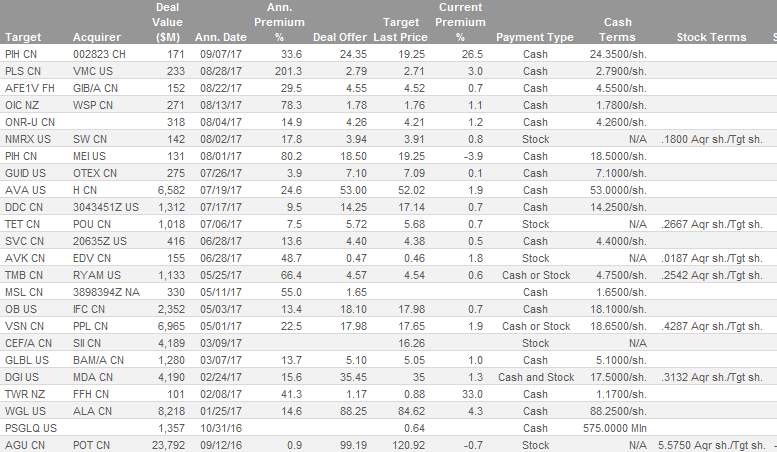 Deal Ann. Current
Value Premium Target Premium Cash
Target Acquirer ($M) Ann. Date % Deal Offer Last Price % Payment Type Terms Stock Terms S
PIH CN 002823 CH 171 09/07/17 33.6 24.35 19.25 26.5 Cash 24.3500/sh.
PLS CN VMC US 233 08/28/17 201.3 2.79 2.71 3.0 Cash 2.7900/sh.
AFE1V FH GIB/A CN 152 08/22/17 29.5 4.55 4.52 0.7 Cash 4.5500/sh.
OIC NZ WSP CN 271 08/13/17 78.3 1.78 1.76 1.1 Cash 1.7800/sh.
ONR-U CN 318 08/04/17 14.9 4.26 4.21 1.2 Cash 4.2600/sh.
NMRX US SW CN 142 08/02/17 17.8 3.94 3.91 0.8 Stock N/A .1800 Aqr sh./Tgt sh.
PIH CN MEI US 131 08/01/17 80.2 18.50 19.25 -3.9 Cash 18.5000/sh.
GUID US OTEX CN 275 07/26/17 3.9 7.10 7.09 0.1 Cash 7.1000/sh.
AVA US H CN 6,582 07/19/17 24.6 53.00 52.02 1.9 Cash 53.0000/sh.
DDC CN 3043451Z US 1,312 07/17/17 9.5 14.25 17.14 0.7 Cash 14.2500/sh.
TET CN POU CN 1,018 07/06/17 7.5 5.72 5.68 0.7 Stock N/A .2667 Aqr sh./Tgt sh.
SVC CN 20635Z US 416 06/28/17 13.6 4.40 4.38 0.5 Cash 4.4000/sh.
AVK CN EDV CN 155 06/28/17 48.7 0.47 0.46 1.8 Stock N/A .0187 Aqr sh./Tgt sh.
TMB CN RYAM US 1,133 05/25/17 66.4 4.57 4.54 0.6 Cash or Stock 4.7500/sh. .2542 Aqr sh./Tgt sh.
MSL CN 3898394Z NA 330 05/11/17 55.0 1.65 Cash 1.6500/sh.
OB US IFC CN 2,352 05/03/17 13.4 18.10 17.98 0.7 Cash 18.1000/sh.
VSN CN PPL CN 6,965 05/01/17 22.5 17.98 17.65 1.9 Cash or Stock 18.6500/sh. .4287 Aqr sh./Tgt sh.
CEF/A CN SII CN 4,189 03/09/17 16.26 Stock N/A
GLBL US BAM/A CN 1,280 03/07/17 13.7 5.10 5.05 1.0 Cash 5.1000/sh.
DGI US MDA CN 4,190 02/24/17 15.6 35.45 35 1.3 Cash and Stock 17.5000/sh. .3132 Aqr sh./Tgt sh.
TWR NZ FFH CN 101 02/08/17 41.3 1.17 0.88 33.0 Cash 1.1700/sh.
WGL US ALA CN 8,218 01/25/17 14.6 88.25 84.62 4.3 Cash 88.2500/sh.
PSGLQ US 1,357 10/31/16 0.64 Cash 575.0000 Mln
AGU CN POT CN 23,792 09/12/16 0.9 99.19 120.92 -0.7 Stock N/A 5.5750 Aqr sh./Tgt sh. -